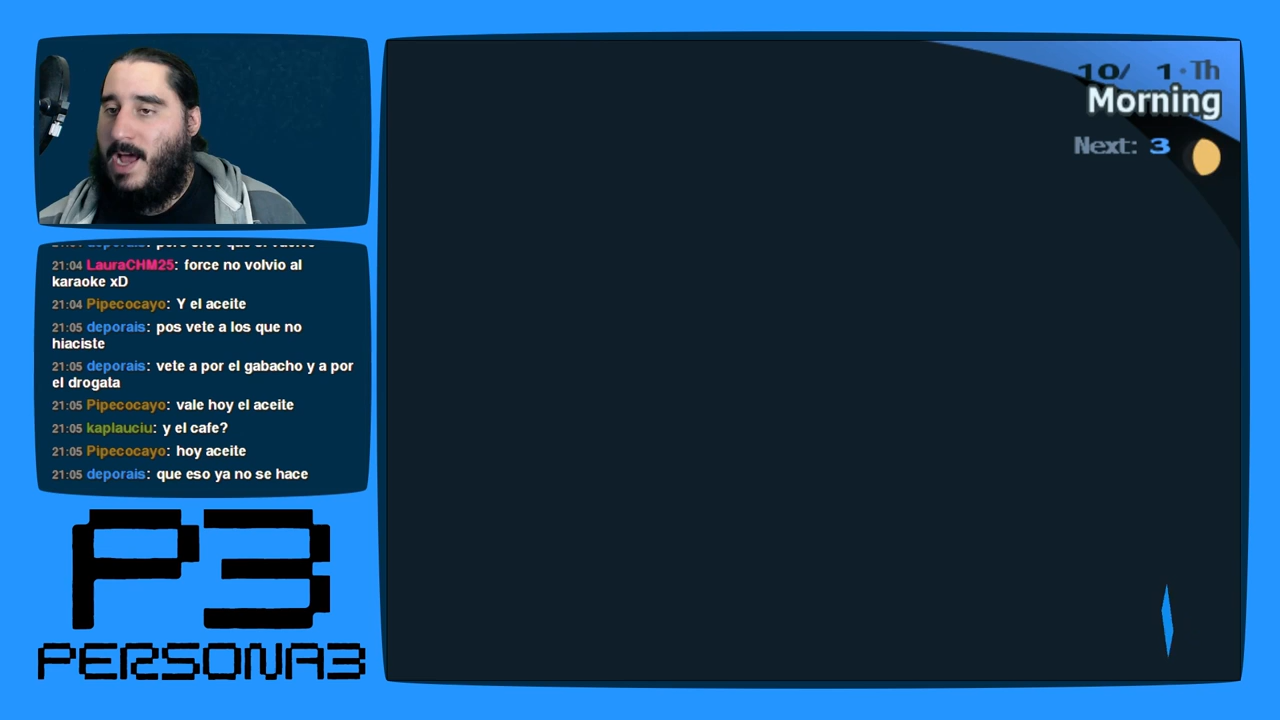 10/ 1·Th
Morning
Next: 3
21:04 LauraCHM25: force no volvio al
karaoke xD
21:04 Pipecocayo: Y el aceite
21:05 deporais: pos vete a los que no
hiaciste
21:05 deporais: vete a por el gabacho y a por
el drogata
21:05 Pipecocayo: vale hoy el aceite
21:05 kaplauciu: y el cafe?
21:05 Pipecocayo: hoy aceite
21:05 deporais: que eso ya no se hace
P3
PERSONA3